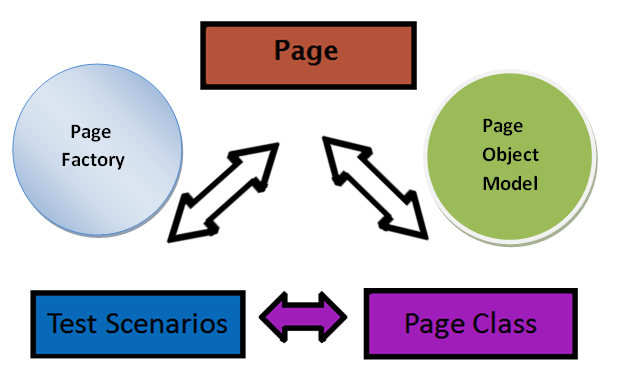 Page
Page
Factory
Page
Object
Model
Test Scenarios
Page Class